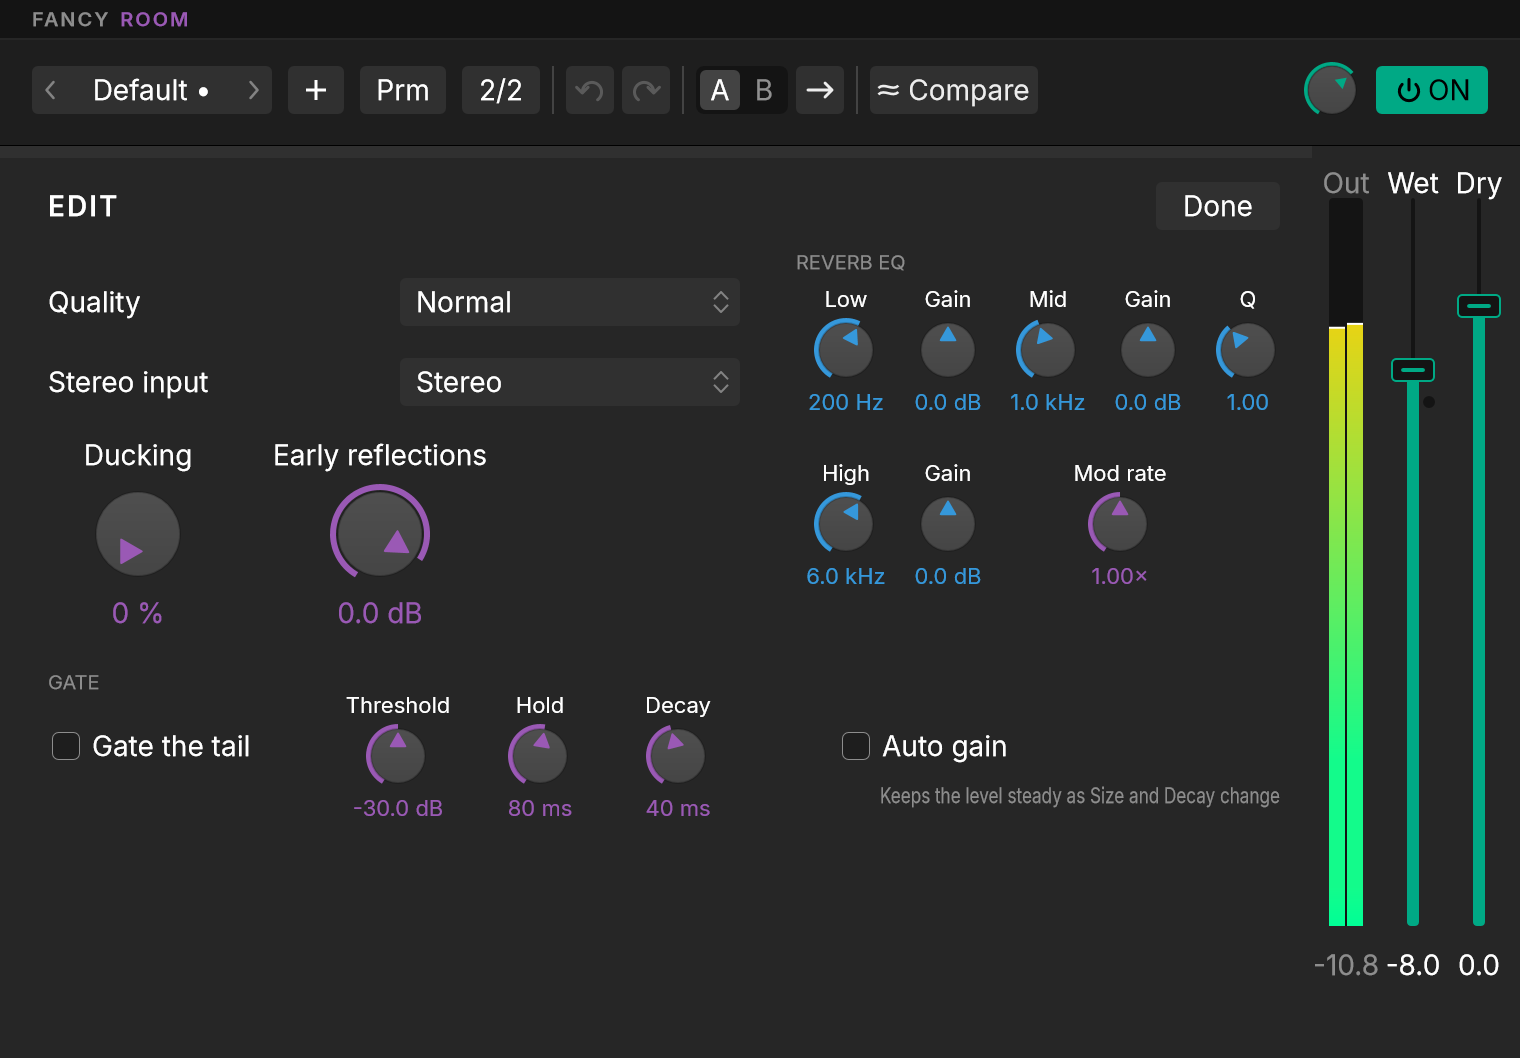 FANCY ROOM
Default •
+
Prm
2/2
A
B
→
≈ Compare
ON
EDIT
Done
Out
Wet
Dry
REVERB EQ
Quality
Normal
Low
Gain
Mid
Gain
Q
200 Hz
0.0 dB
1.0 kHz
0.0 dB
1.00
Stereo input
Stereo
Ducking
Early reflections
High
Gain
Mod rate
6.0 kHz
0.0 dB
1.00×
0 %
0.0 dB
GATE
Gate the tail
Threshold
Hold
Decay
-30.0 dB
80 ms
40 ms
Auto gain
Keeps the level steady as Size and Decay change
-10.8
-8.0
0.0